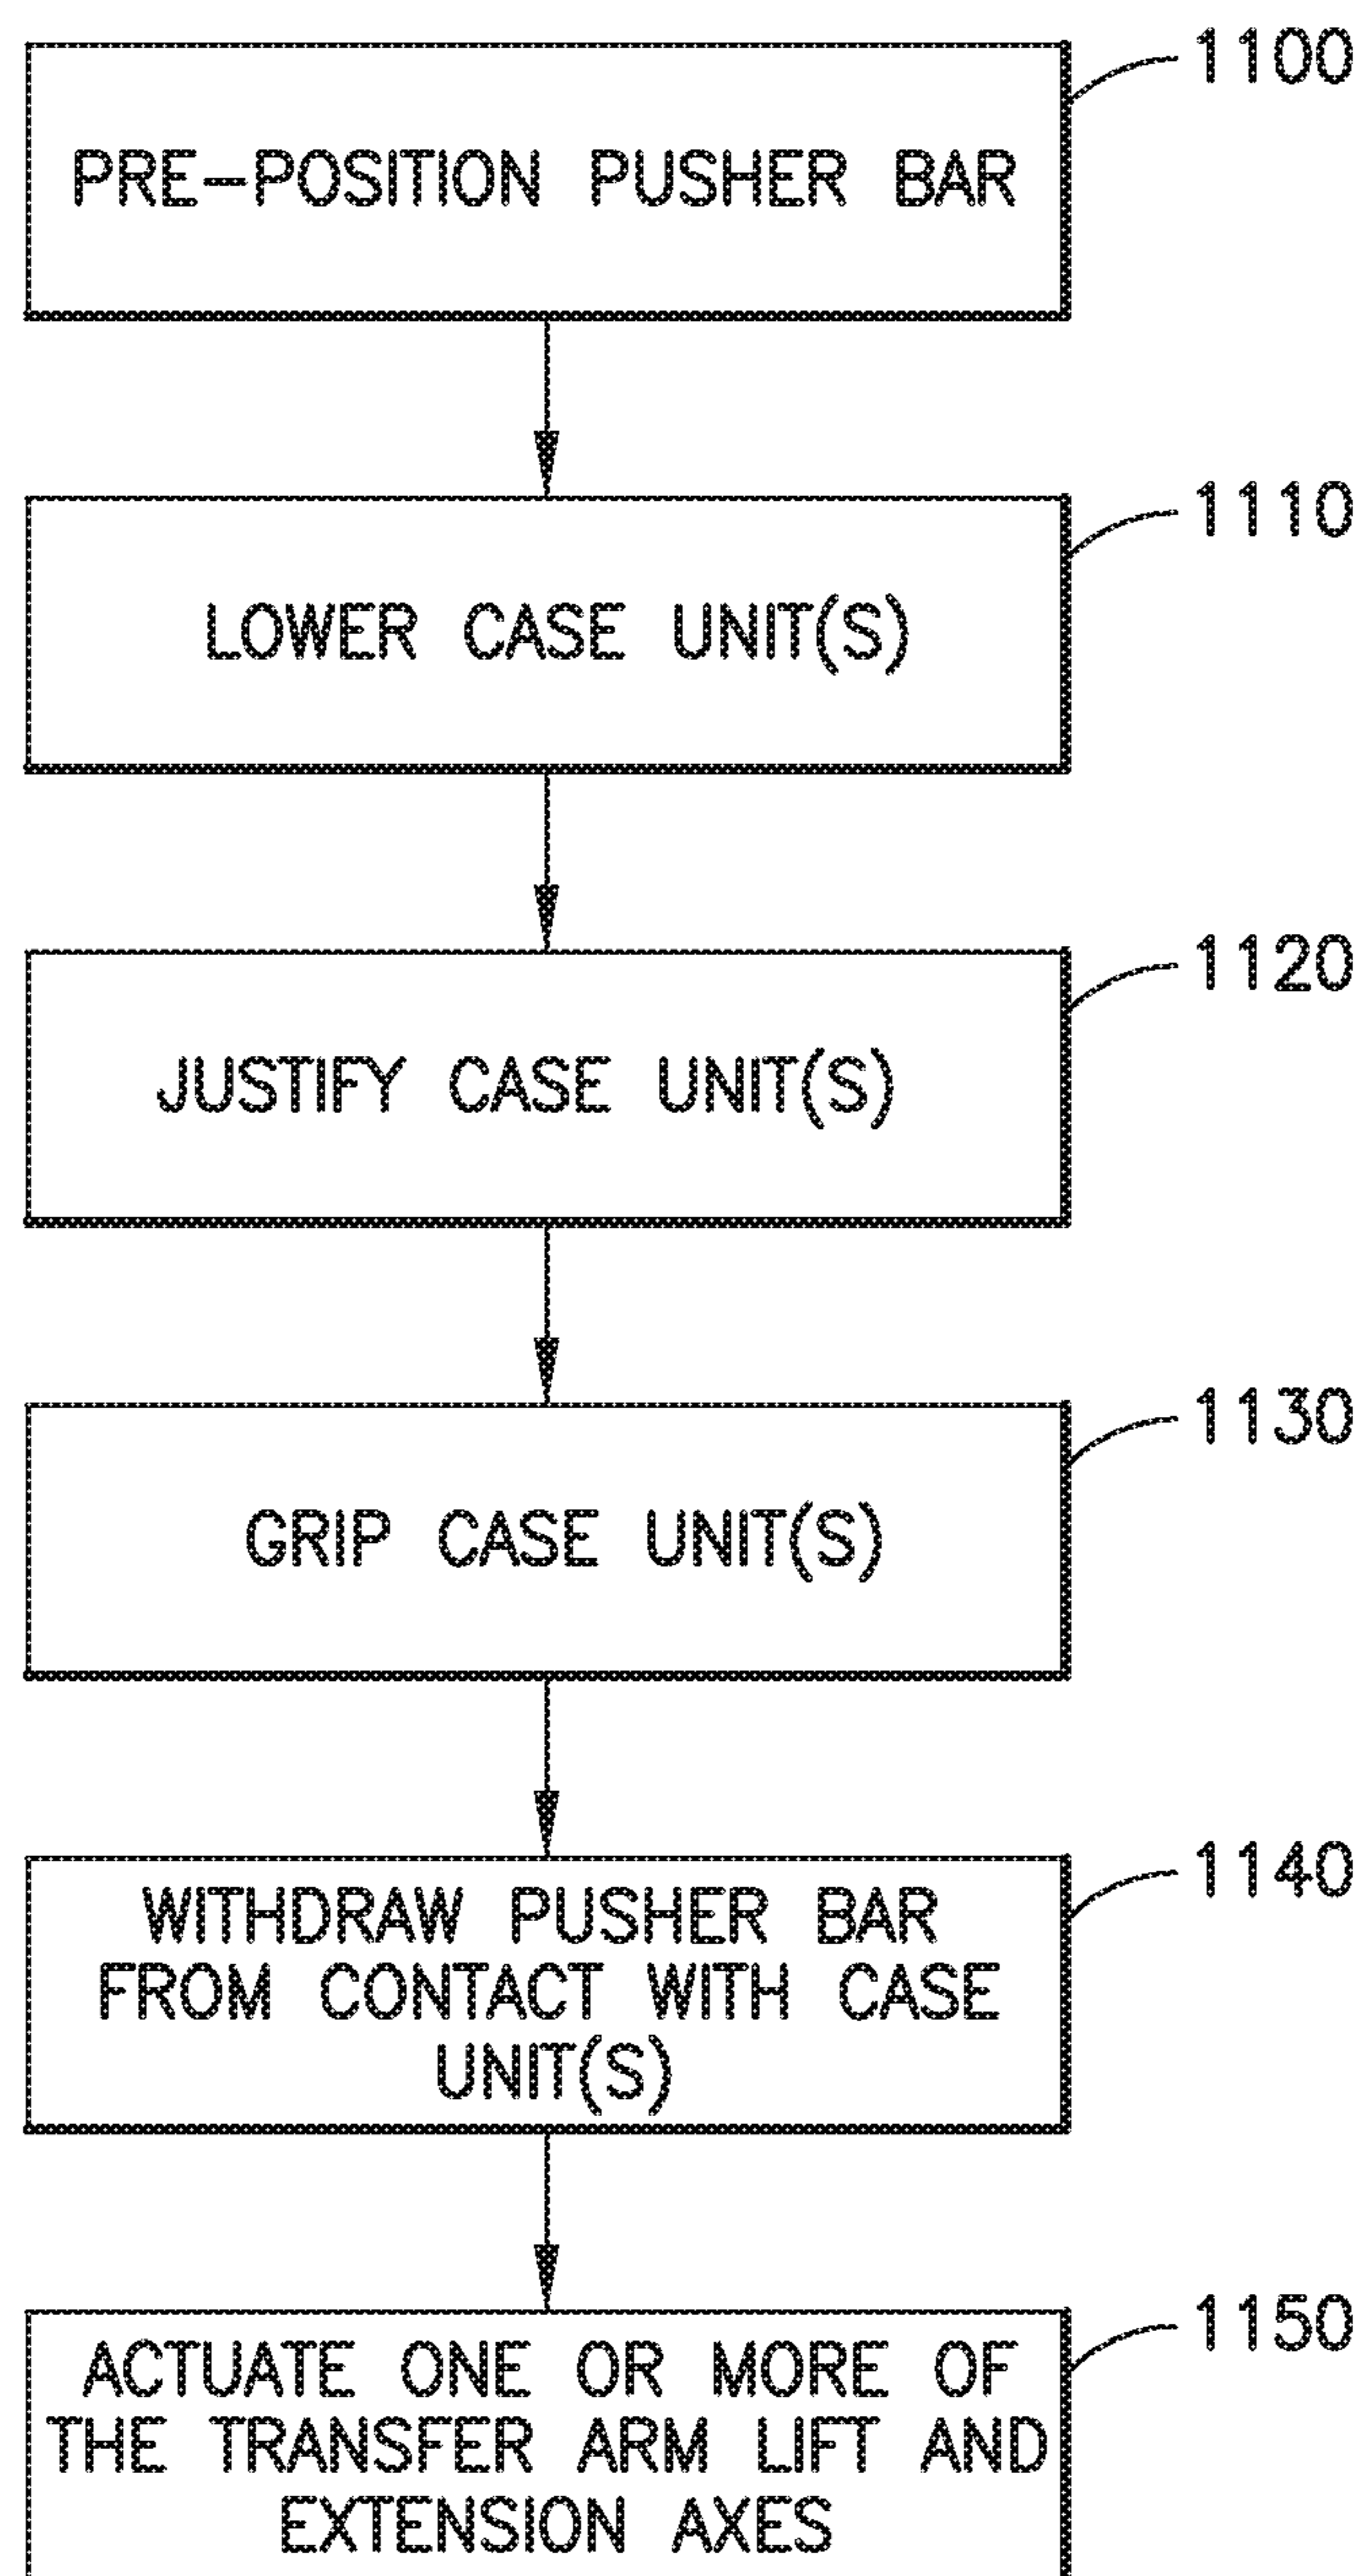 1100
PRE-POSITION PUSHER BAR
1110
LOWER CASE UNIT(S)
1120
JUSTIFY CASE UNIT(S)
1130
GRIP CASE UNIT(S)
1140
WITHDRAW PUSHER BAR
FROM CONTACT WITH CASE
UNIT(S)
1150
ACTUATE ONE OR MORE OF
THE TRANSFER ARM LIFT AND
EXTENSION AXES